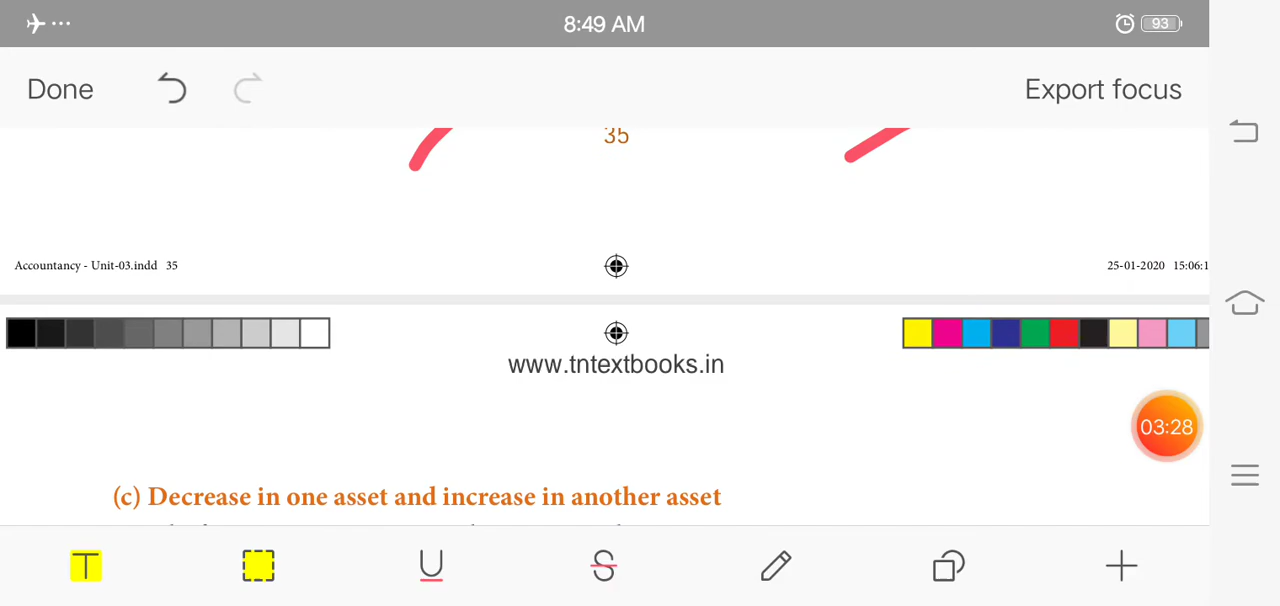 8:49 AM
93
Done
Export focus
35
Accountancy - Unit-03.indd 35
25-01-2020 15:06:1
www.tntextbooks.in
03:28
(c) Decrease in one asset and increase in another asset
T
U
S